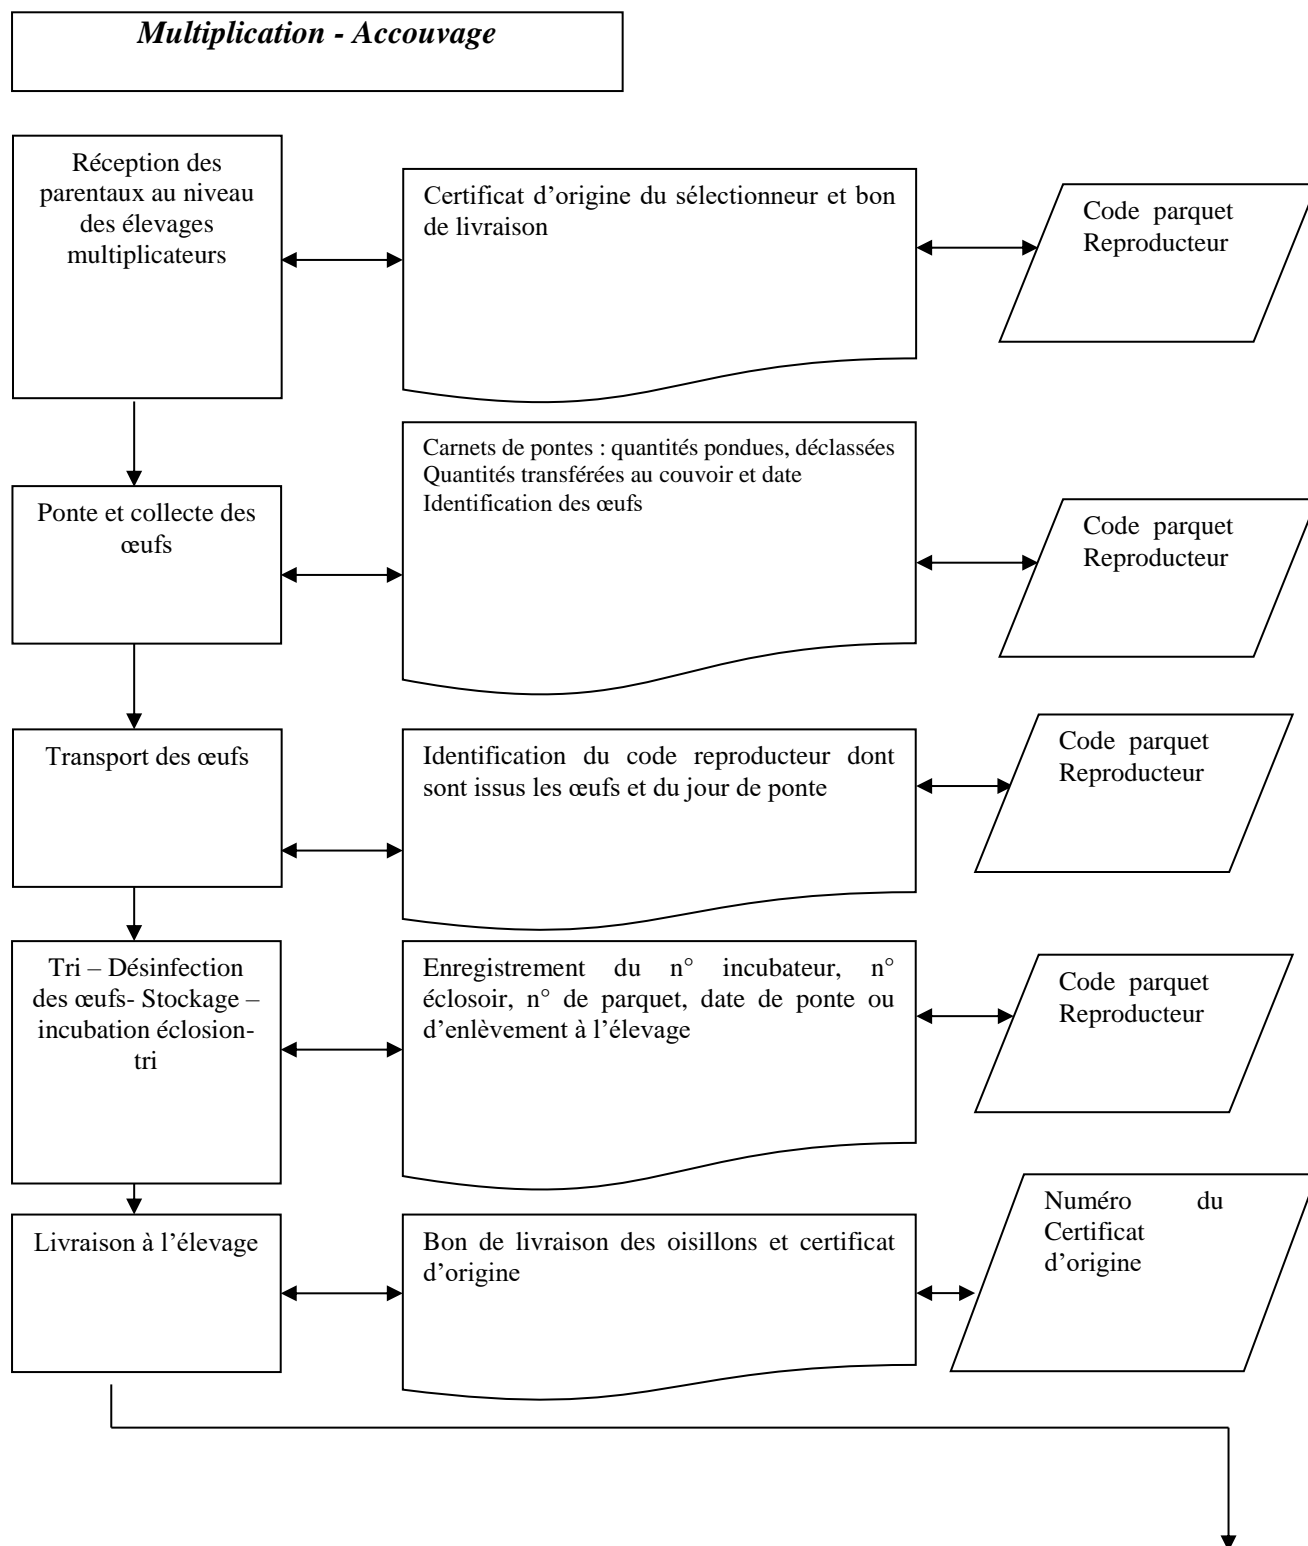 Multiplication - Accouvage
Réception des
parentaux au niveau
des élevages
multiplicateurs
Certificat d’origine du sélectionneur et bon
de livraison
Code parquet
Reproducteur
Carnets de pontes : quantités pondues, déclassées
Quantités transférées au couvoir et date
Identification des œufs
Ponte et collecte des
œufs
Code parquet
Reproducteur
Transport des œufs
Identification du code reproducteur dont
sont issus les œufs et du jour de ponte
Code parquet
Reproducteur
Tri – Désinfection
des œufs- Stockage –
incubation éclosion-
tri
Enregistrement du n° incubateur, n°
éclosoir, n° de parquet, date de ponte ou
d’enlèvement à l’élevage
Code parquet
Reproducteur
Livraison à l’élevage
Bon de livraison des oisillons et certificat
d’origine
Numéro du
Certificat
d’origine